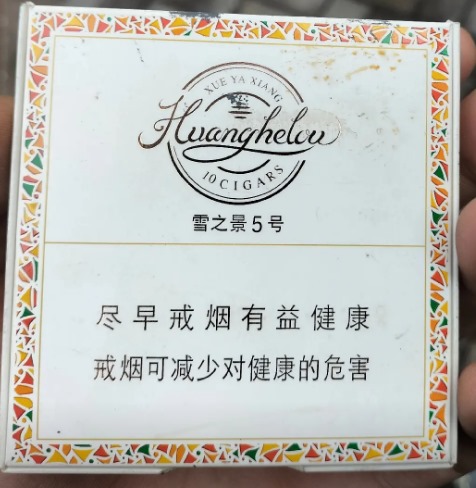 XUE YA XIANG
Huanghelou
10 CIGARS
雪之景5号
尽早戒烟有益健康
戒烟可减少对健康的危害